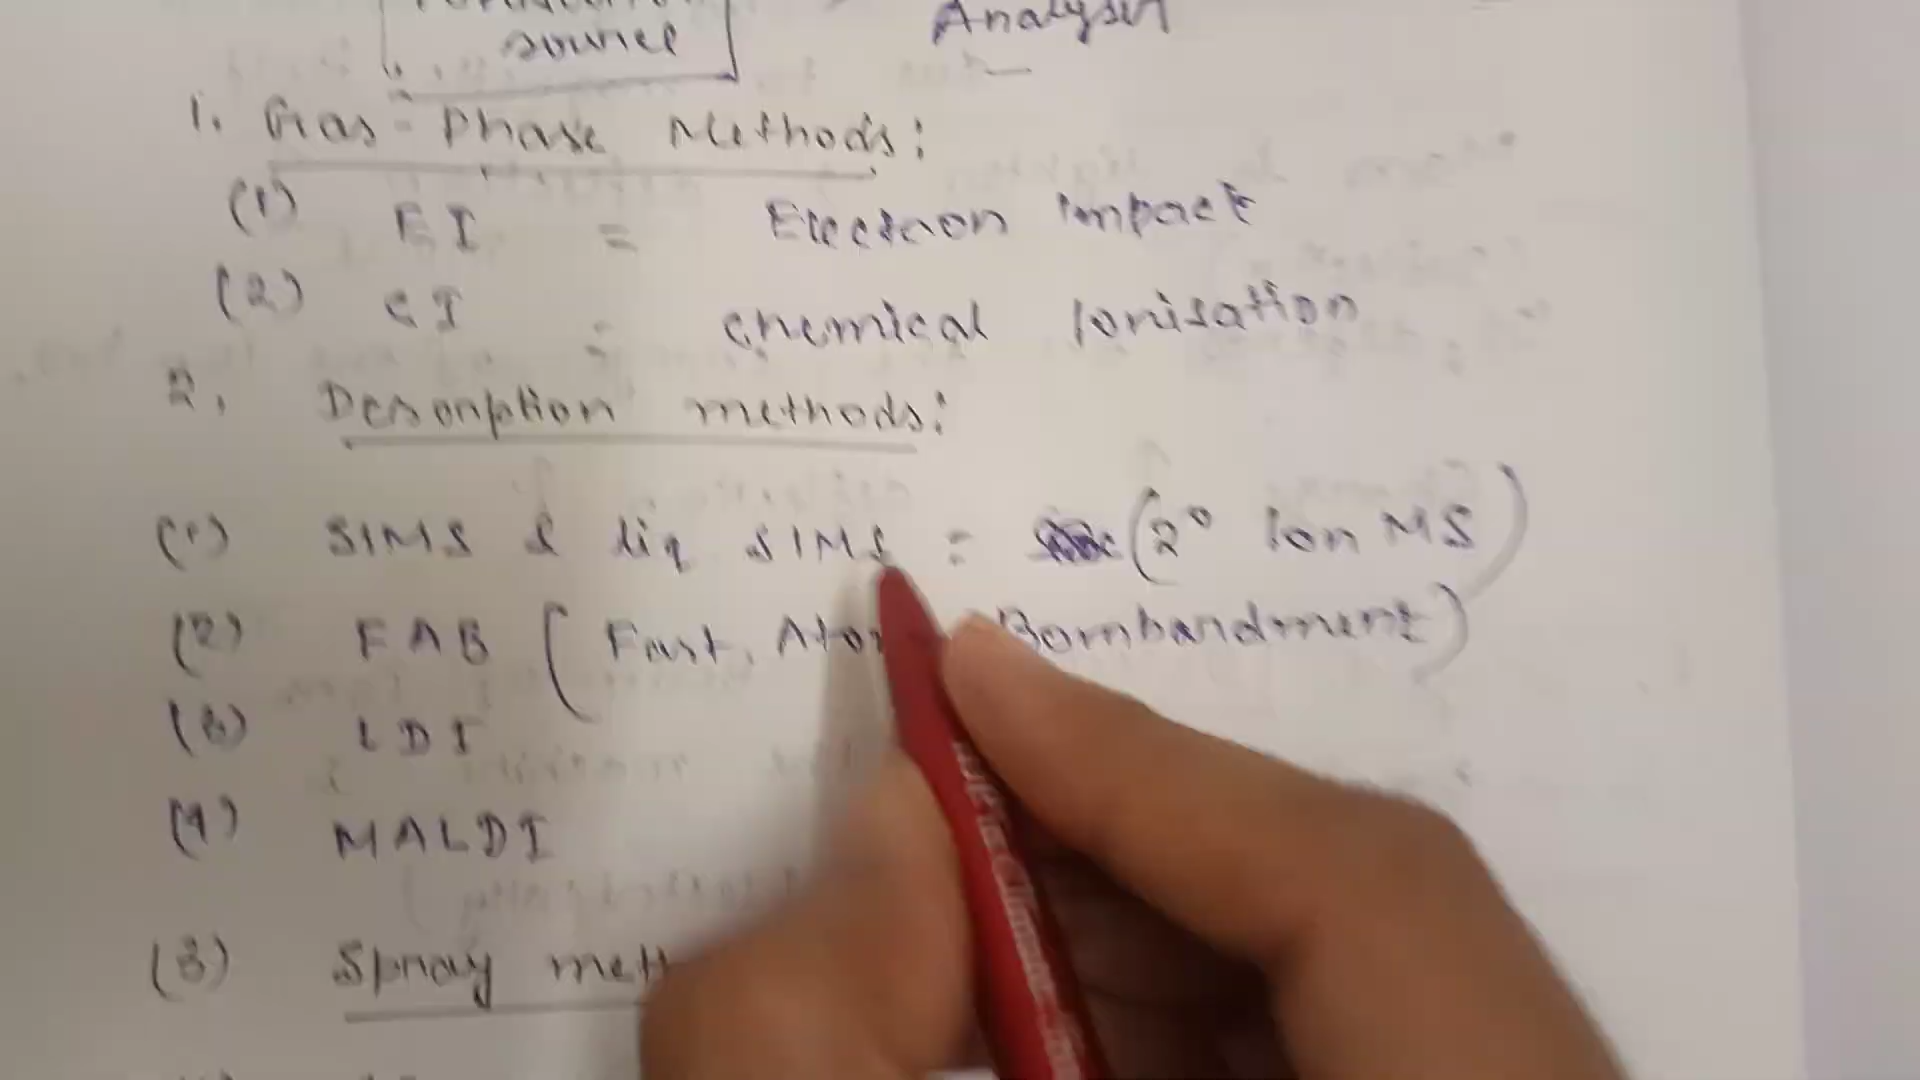 source
Analyser
1. Gas-Phase Methods:
(1) EI = Electron Impact
(2) CI = Chemical Ionisation
2. Desorption methods:
(1) SIMS & liq SIMS = (2° Ion MS)
(2) FAB (Fast, Atom Bombardment)
(3) LDI
(4) MALDI
(3) Spray